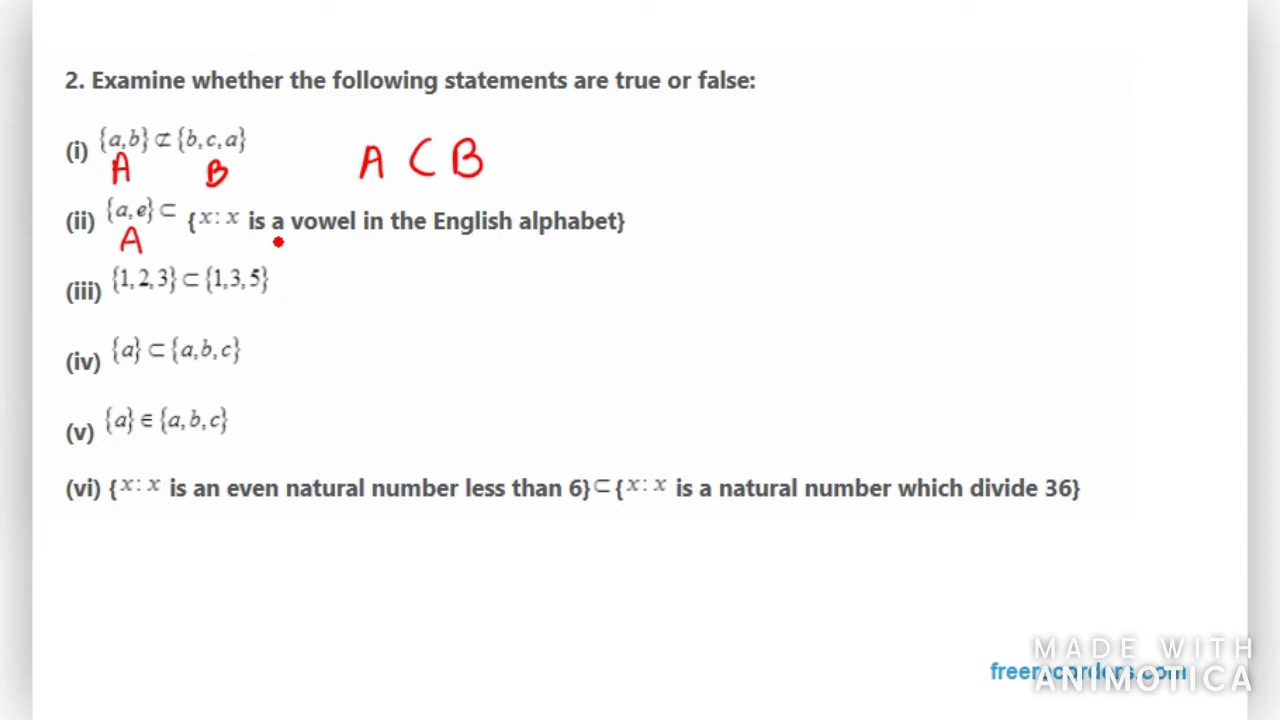 2. Examine whether the following statements are true or false:
(i) {a,b} ⊄ {b,c,a}
A B A ⊂ B
(ii) {a,e} ⊂ {x: x is a vowel in the English alphabet}
A
(iii) {1,2,3} ⊂ {1,3,5}
(iv) {a} ⊂ {a,b,c}
(v) {a} ∈ {a,b,c}
(vi) {x: x is an even natural number less than 6} ⊂ {x: x is a natural number which divide 36}
MADE WITH
ANIMOTICA